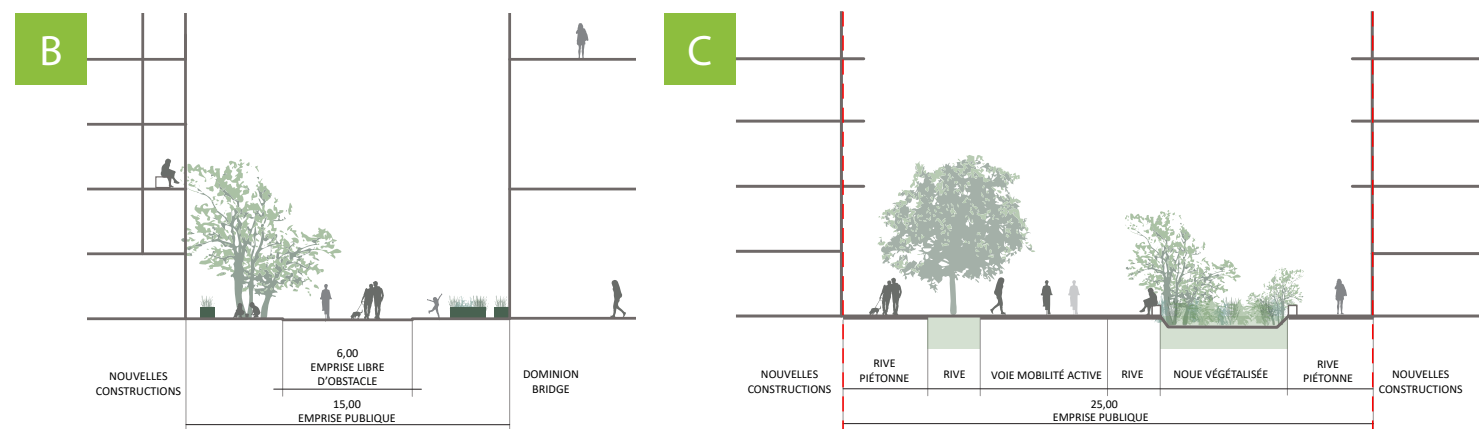 B
6,00
EMPRISE LIBRE
D'OBSTACLE
NOUVELLES
CONSTRUCTIONS
DOMINION
BRIDGE
15,00
EMPRISE PUBLIQUE
C
NOUVELLES
CONSTRUCTIONS
RIVE
PIÉTONNE
RIVE
VOIE MOBILITÉ ACTIVE
RIVE
NOUE VÉGÉTALISÉE
RIVE
PIÉTONNE
NOUVELLES
CONSTRUCTIONS
25,00
EMPRISE PUBLIQUE